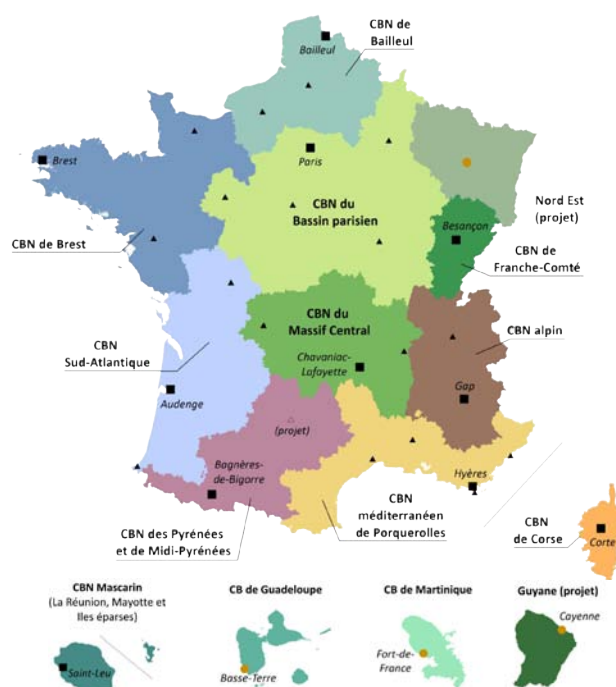 CBN de
Bailleul
Bailleul
Brest
Paris
Nord Est
(projet)
CBN du
Bassin parisien
Besançon
CBN de Brest
CBN de
Franche-Comté
CBN du
Massif Central
CBN alpin
CBN
Sud-Atlantique
Chavaniac-
Lafayette
Audenge
Gap
(projet)
Bagnères-
de-Bigorre
Hyères
CBN
méditerranéen
de Porquerolles
CBN des Pyrénées
et de Midi-Pyrénées
CBN
de Corse
Corte
CBN Mascarin
(La Réunion, Mayotte et
Iles éparses)
Saint-Leu
CB de Guadeloupe
Basse-Terre
CB de Martinique
Fort-de-
France
Guyane (projet)
Cayenne